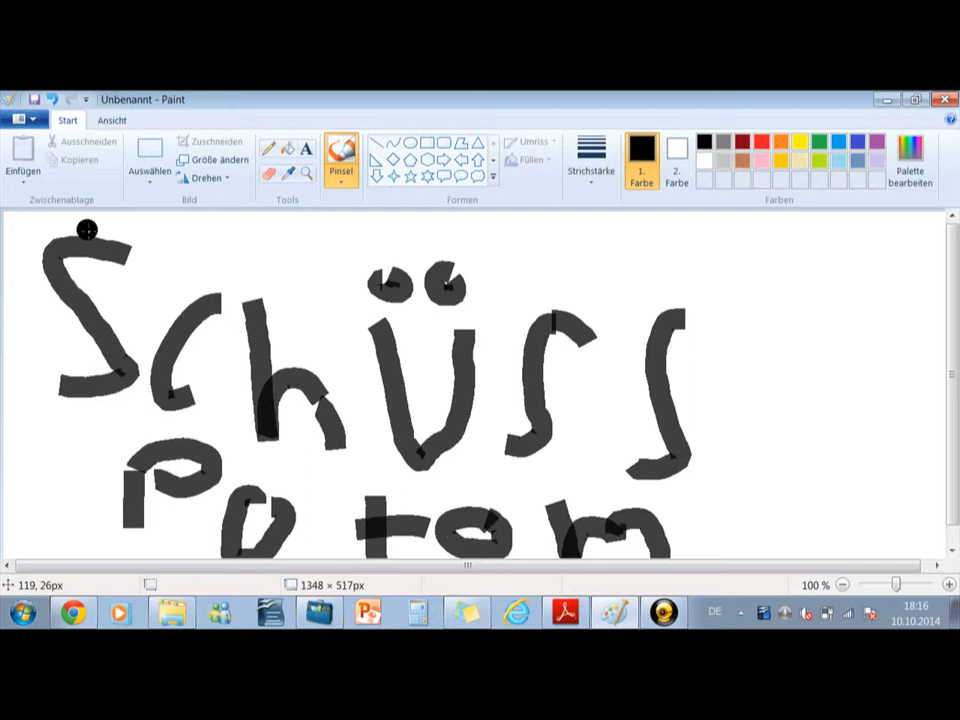 Unbenannt - Paint
Start Ansicht
Einfügen
Ausschneiden
Kopieren
Zwischenablage
Auswählen
Zuschneiden
Größe ändern
Drehen
Bild
A
Tools
Pinsel
Umriss
Füllen
Formen
Strichstärke
1. Farbe
2. Farbe
Palette bearbeiten
Farben
Schüss
119, 26px
1348 × 517px
100 %
DE
18:16
10.10.2014